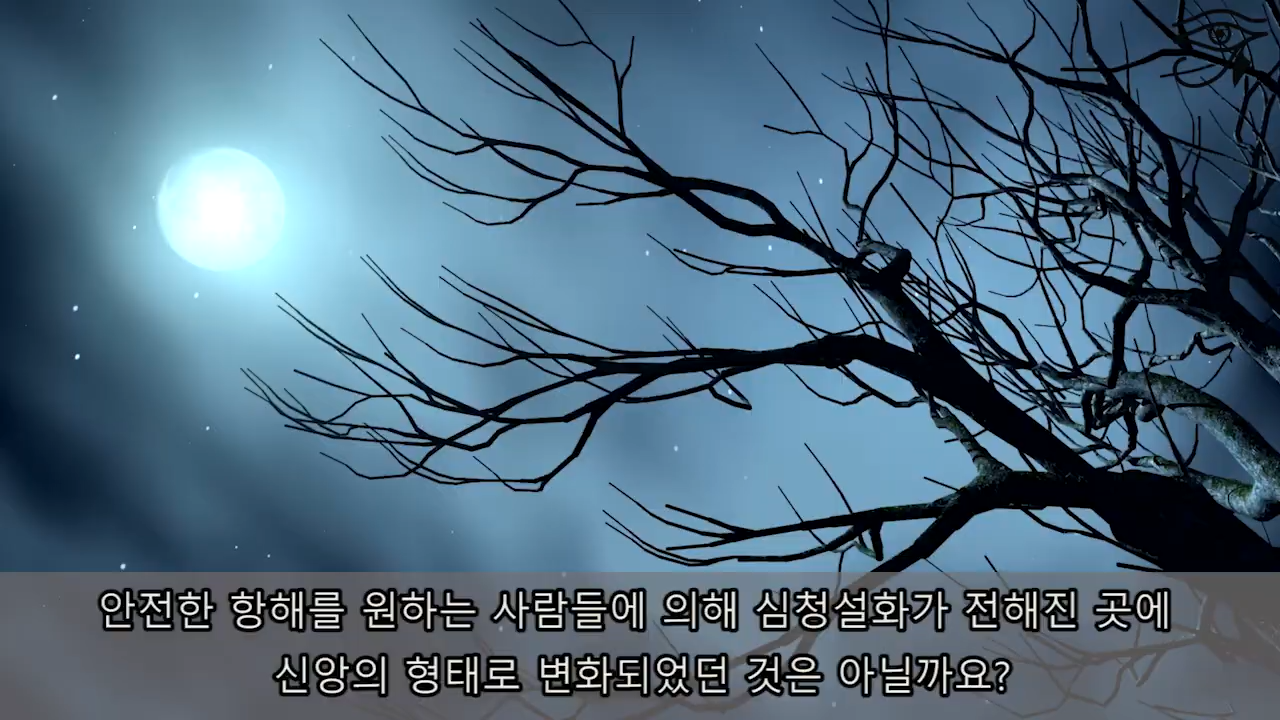 안전한 항해를 원하는 사람들에 의해 심청설화가 전해진 곳에
신앙의 형태로 변화되었던 것은 아닐까요?